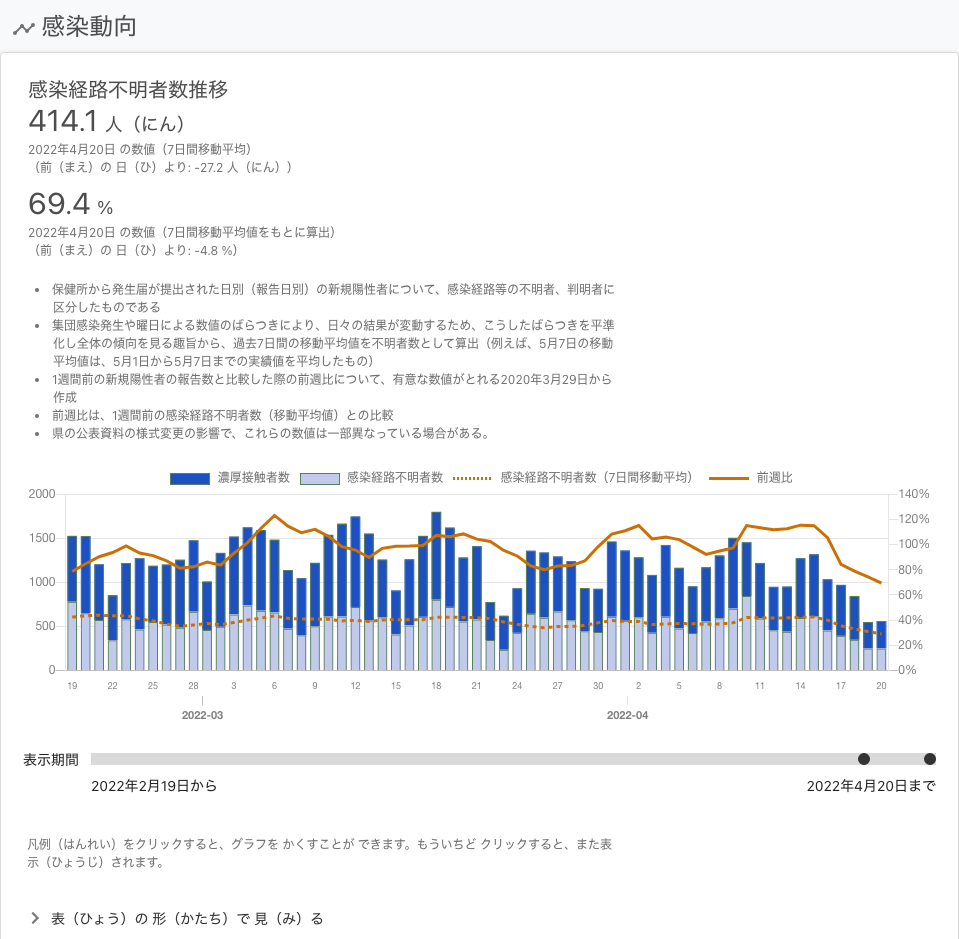 感染動向
感染経路不明者数推移
414.1 人（にん）
2022年4月20日 の数値（7日間移動平均）
（前（まえ）の 日（ひ）より: -27.2 人（にん））
69.4 %
2022年4月20日 の数値（7日間移動平均値をもとに算出）
（前（まえ）の 日（ひ）より: -4.8 %）
• 保健所から発生届が提出された日別（報告日別）の新規陽性者について、感染経路等の不明者、判明者に
区分したものである
• 集団感染発生や曜日による数値のばらつきにより、日々の結果が変動するため、こうしたばらつきを平準
化し全体の傾向を見る趣旨から、過去7日間の移動平均値を不明者数として算出（例えば、5月7日の移動
平均値は、5月1日から5月7日までの実績値を平均したもの）
• 1週間前の新規陽性者の報告数と比較した際の前週比について、有意な数値がとれる2020年3月29日から
作成
• 前週比は、1週間前の感染経路不明者数（移動平均値）との比較
• 県の公表資料の様式変更の影響で、これらの数値は一部異なっている場合がある。
濃厚接触者数 感染経路不明者数 感染経路不明者数（7日間移動平均） 前週比
2000 140%
120%
1500 100%
1000 80%
60%
500 40%
20%
0 0%
19 22 25 28 3 6 9 12 15 18 21 24 27 30 2 5 8 11 14 17 20
2022-03 2022-04
表示期間
2022年2月19日から 2022年4月20日まで
凡例（はんれい）をクリックすると、グラフを かくすことが できます。もういちど クリックすると、また表
示（ひょうじ）されます。
表（ひょう）の 形（かたち）で 見（み）る